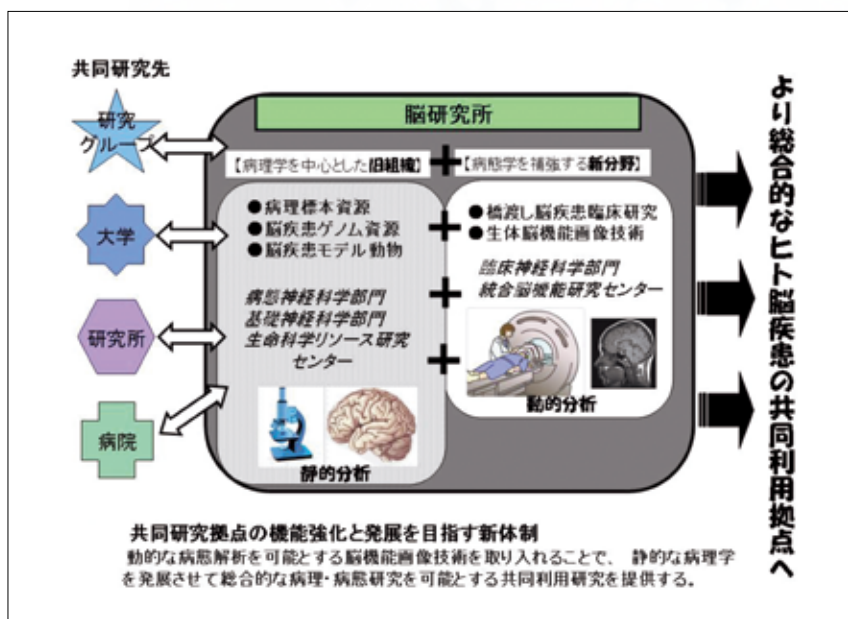 共同研究先
研究
グループ
大学
研究所
病院
脳研究所
【病理学を中心とした旧組織】
【病態学を補強する新分野】
●病理標本資源
●脳疾患ゲノム資源
●脳疾患モデル動物
病態神経科学部門
基礎神経科学部門
生命科学リソース研究
センター
静的分析
●橋渡し脳疾患臨床研究
●生体脳機能画像技術
臨床神経科学部門
統合脳機能研究センター
動的分析
より総合的なヒト脳疾患の共同利用拠点へ
共同研究拠点の機能強化と発展を目指す新体制
動的な病態解析を可能とする脳機能画像技術を取り入れることで、 静的な病理学
を発展させて総合的な病理・病態研究を可能とする共同利用研究を提供する。